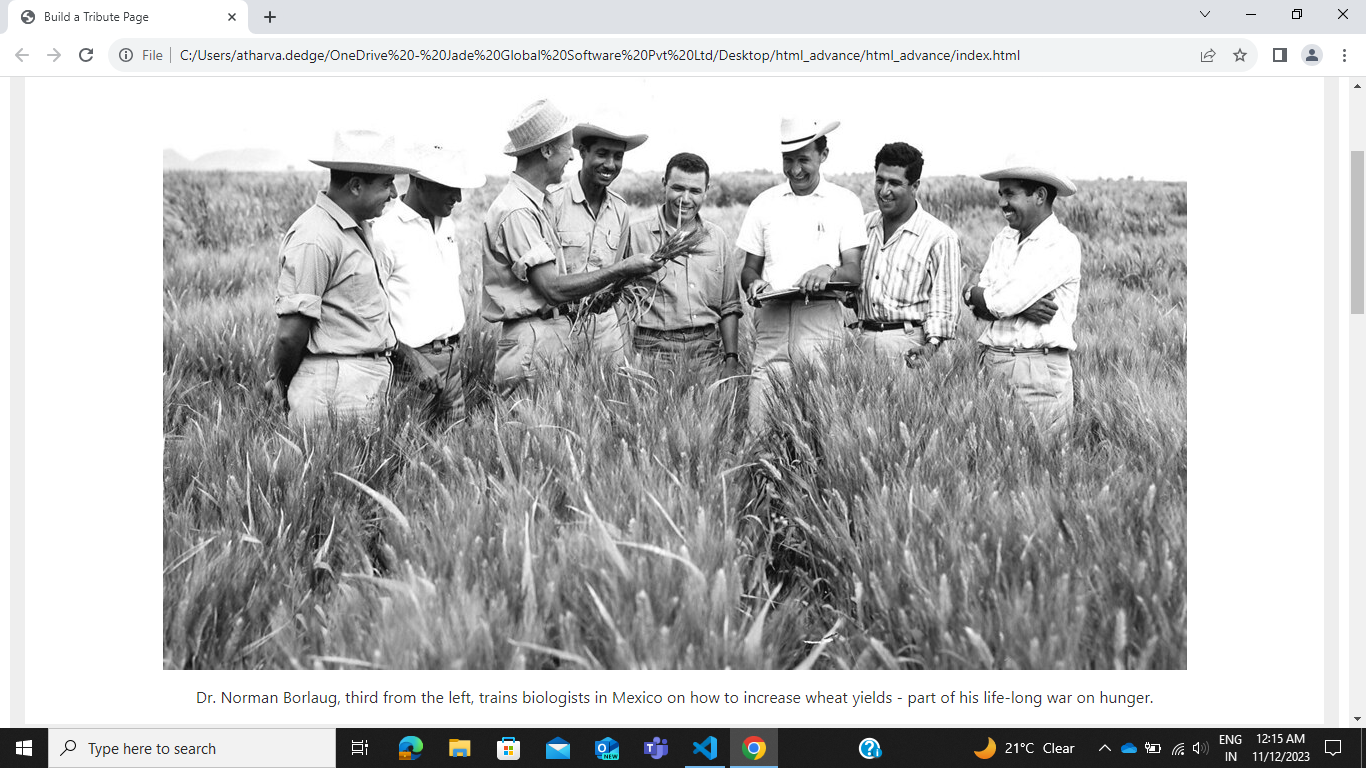 Build a Tribute Page
File
C:/Users/atharva.dedge/OneDrive%20-%20Jade%20Global%20Software%20Pvt%20Ltd/Desktop/html_advance/html_advance/index.html
Dr. Norman Borlaug, third from the left, trains biologists in Mexico on how to increase wheat yields - part of his life-long war on hunger.
Type here to search
NEW
21°C Clear
ENG
IN
12:15 AM
11/12/2023